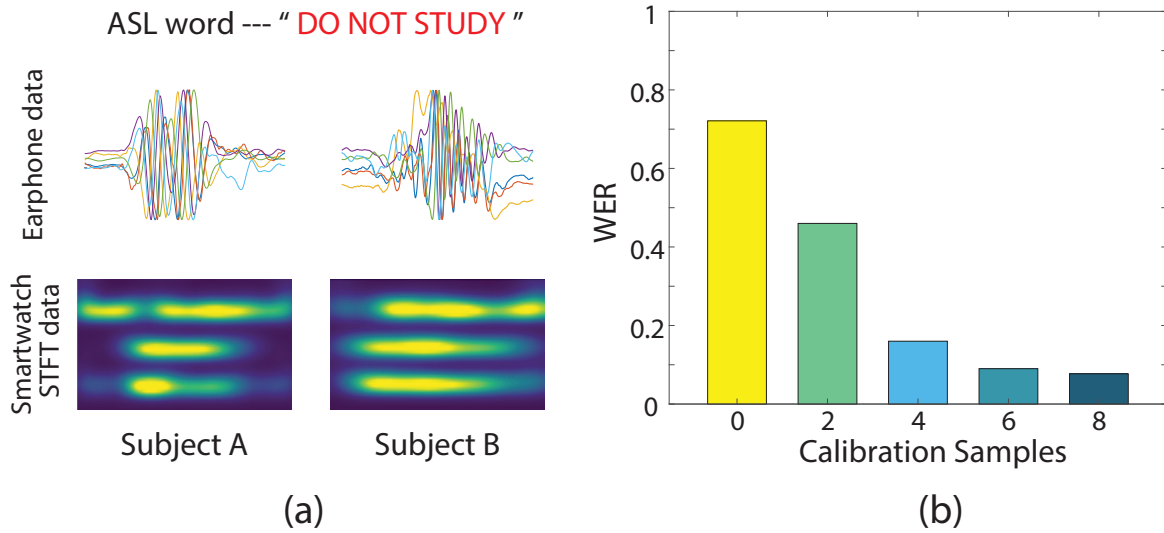 ASL word --- “ DO NOT STUDY ”
Earphone data
Smartwatch
STFT data
Subject A
Subject B
(a)
1
0.8
0.6
0.4
0.2
0
WER
0
2
4
6
8
Calibration Samples
(b)